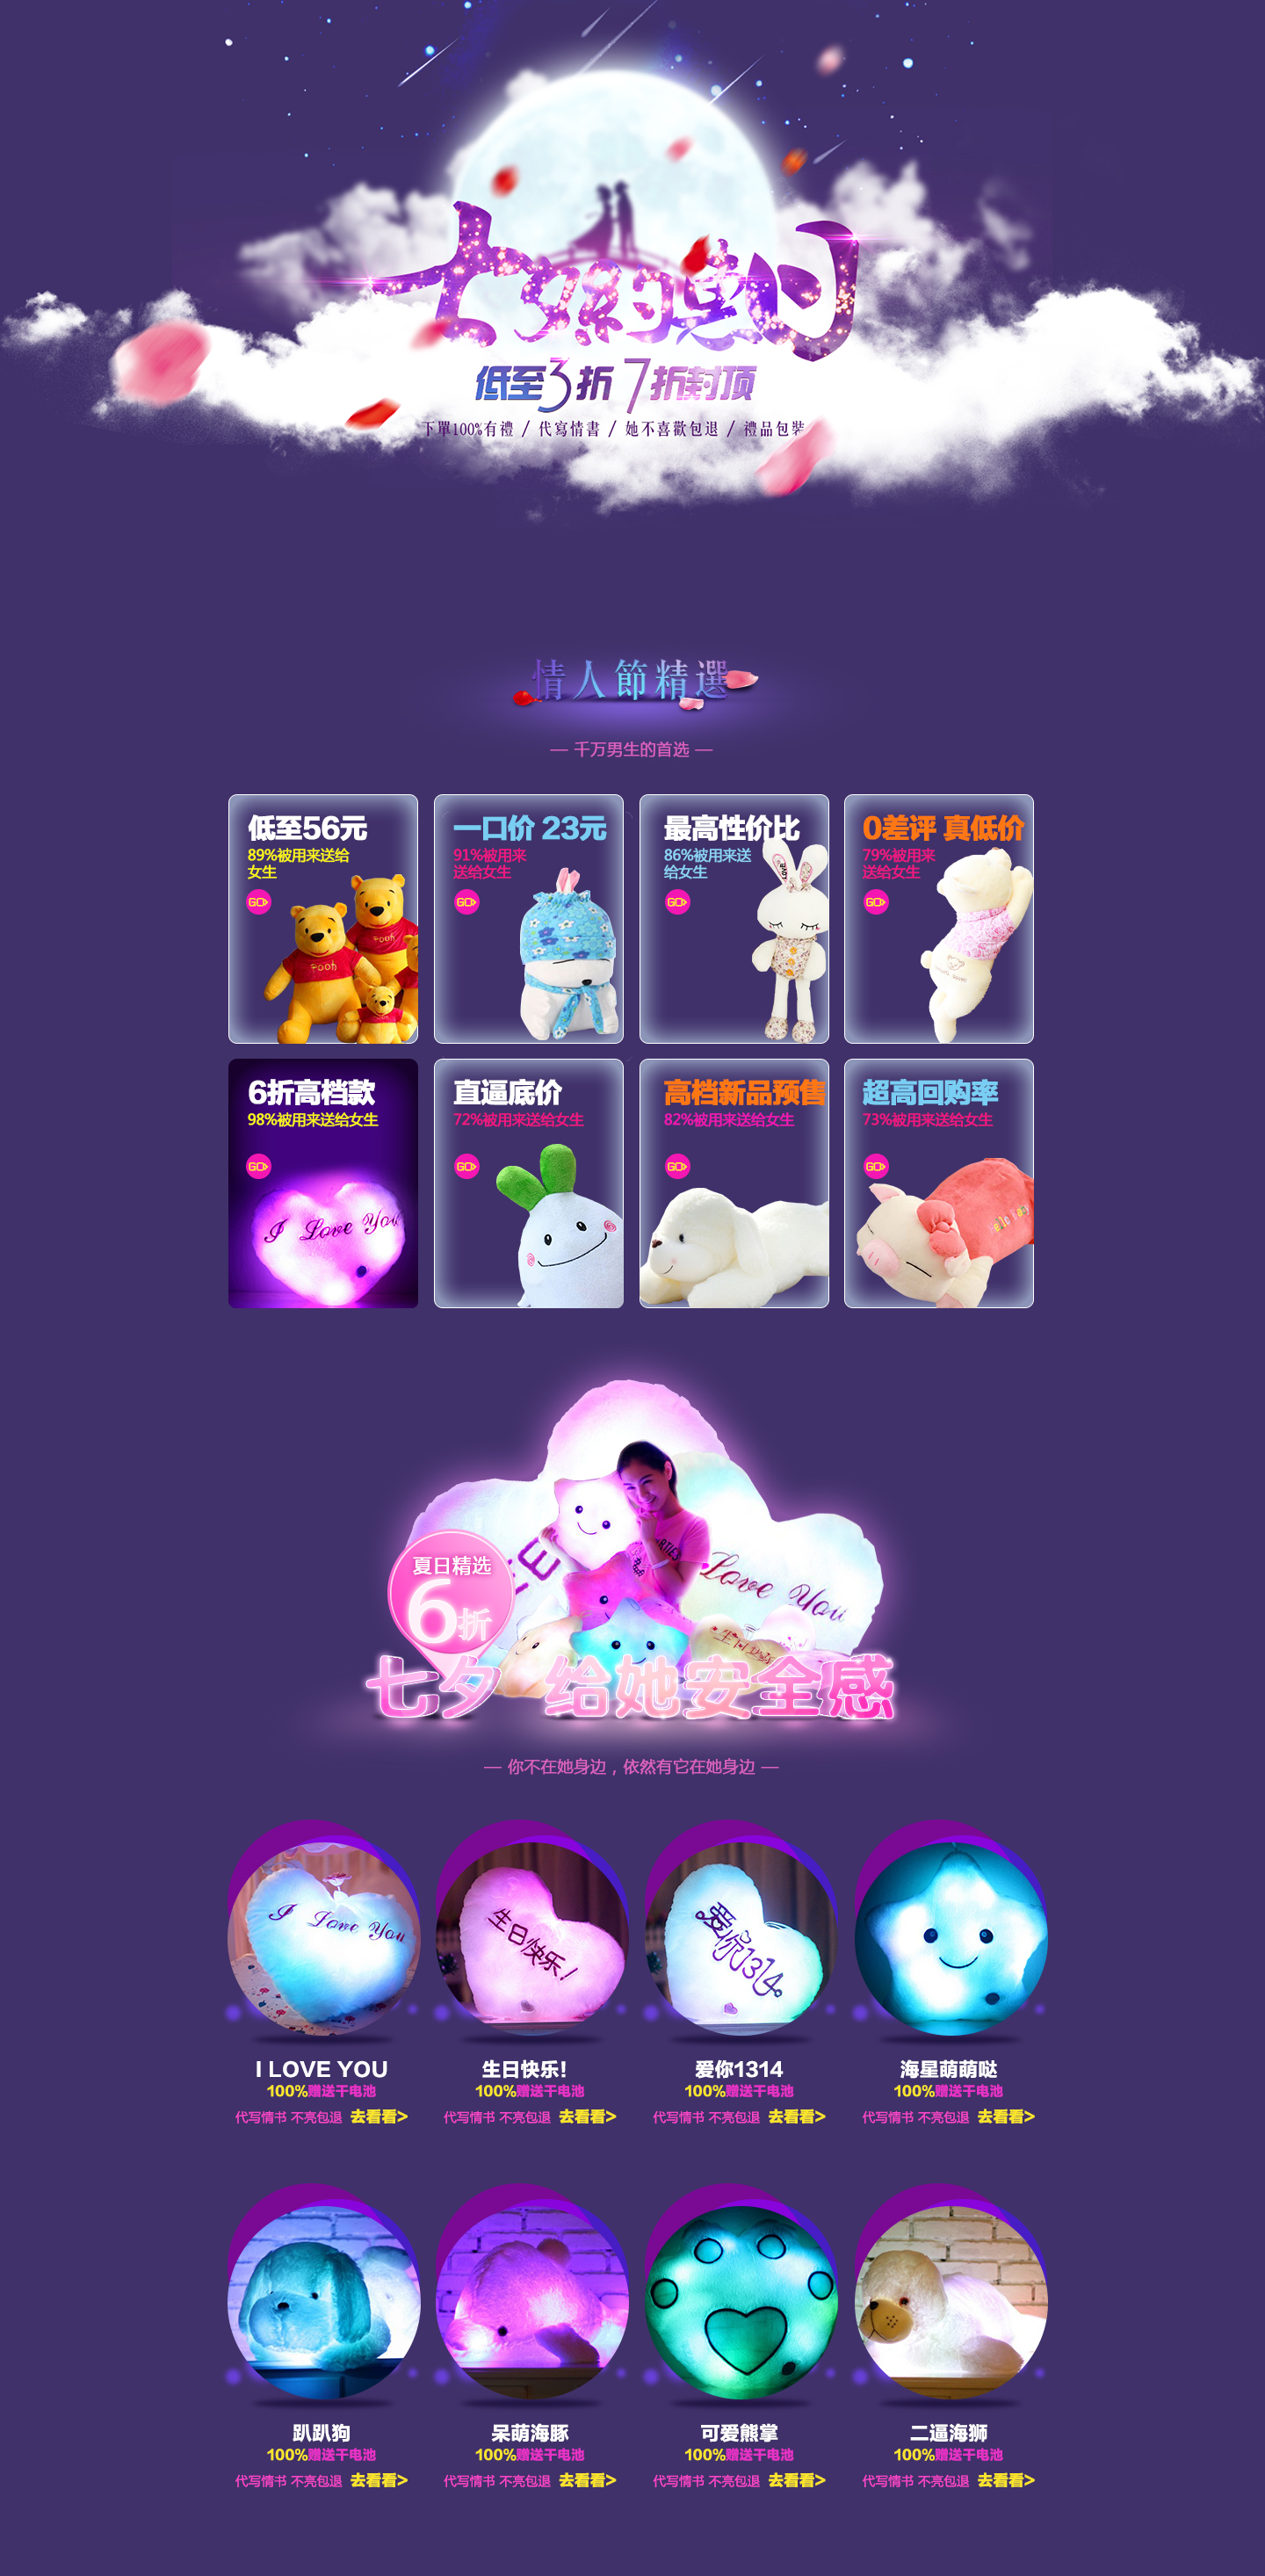 七夕约惠
低至3折 7折封顶
下單100%有禮 / 代寫情書 / 她不喜歡包退 / 禮品包裝
情人節精選
— 千万男生的首选 —
低至56元
89%被用来送给
女生
GO>
Pooh
Pooh
一口价 23元
91%被用来
送给女生
GO>
最高性价比
86%被用来送
给女生
GO>
LOVE
0差评 真低价
79%被用来
送给女生
GO>
6折高档款
98%被用来送给女生
GO>
I Love You
直逼底价
72%被用来送给女生
GO>
高档新品预售
82%被用来送给女生
GO>
超高回购率
73%被用来送给女生
GO>
Love You
夏日精选
6折
七夕 给她安全感
— 你不在她身边，依然有它在她身边 —
I Love You
生日快乐！
爱你1314
I LOVE YOU
100%赠送干电池
代写情书 不亮包退 去看看>
生日快乐！
100%赠送干电池
代写情书 不亮包退 去看看>
爱你1314
100%赠送干电池
代写情书 不亮包退 去看看>
海星萌萌哒
100%赠送干电池
代写情书 不亮包退 去看看>
趴趴狗
100%赠送干电池
代写情书 不亮包退 去看看>
呆萌海豚
100%赠送干电池
代写情书 不亮包退 去看看>
可爱熊掌
100%赠送干电池
代写情书 不亮包退 去看看>
二逼海狮
100%赠送干电池
代写情书 不亮包退 去看看>